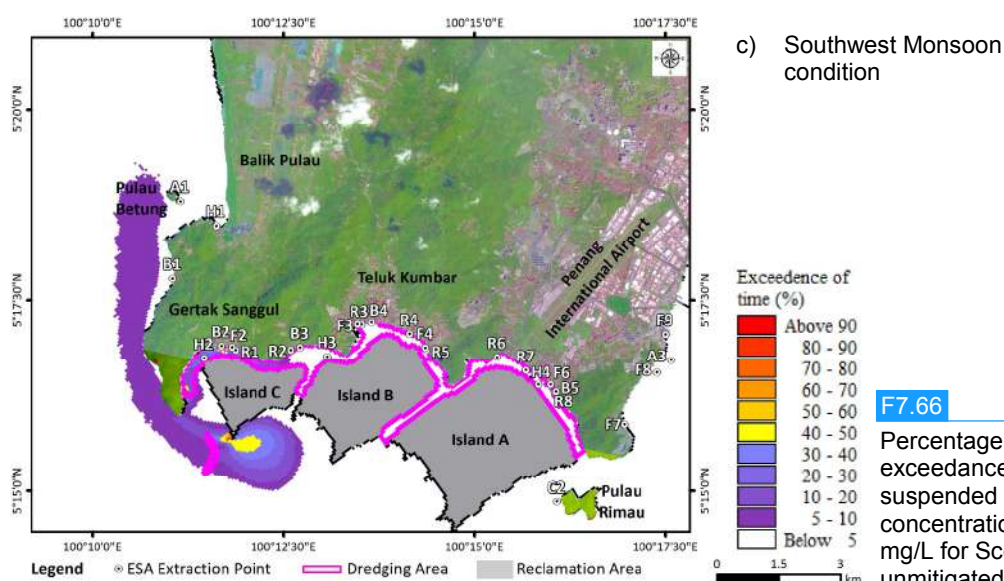 100°10'0"E 100°12'30"E 100°15'0"E 100°17'30"E
c) Southwest Monsoon
condition
5°20'0"N 5°20'0"N
Balik Pulau
Pulau
Betung
A1
H1
B1
Penang
International Airport
Teluk Kumbar
Gertak Sanggul
5°17'30"N 5°17'30"N
R3 B4
F3 R4
F4
R5
B2 F2
H2 R1
B3
R2 H3
R6
R7
H4 F6
B5
R8
F9
A3
F8
F7
Island C
Island B
Island A
C2
Pulau
Rimau
5°15'0"N 5°15'0"N
100°10'0"E 100°12'30"E 100°15'0"E 100°17'30"E
Legend ESA Extraction Point Dredging Area Reclamation Area
0 1.5 3
km
Exceedence of
time (%)
Above 90
80 - 90
70 - 80
60 - 70
50 - 60
40 - 50
30 - 40
20 - 30
10 - 20
5 - 10
Below 5
F7.66
Percentage
exceedance
suspended
concentratio
mg/L for Sc
unmitigated